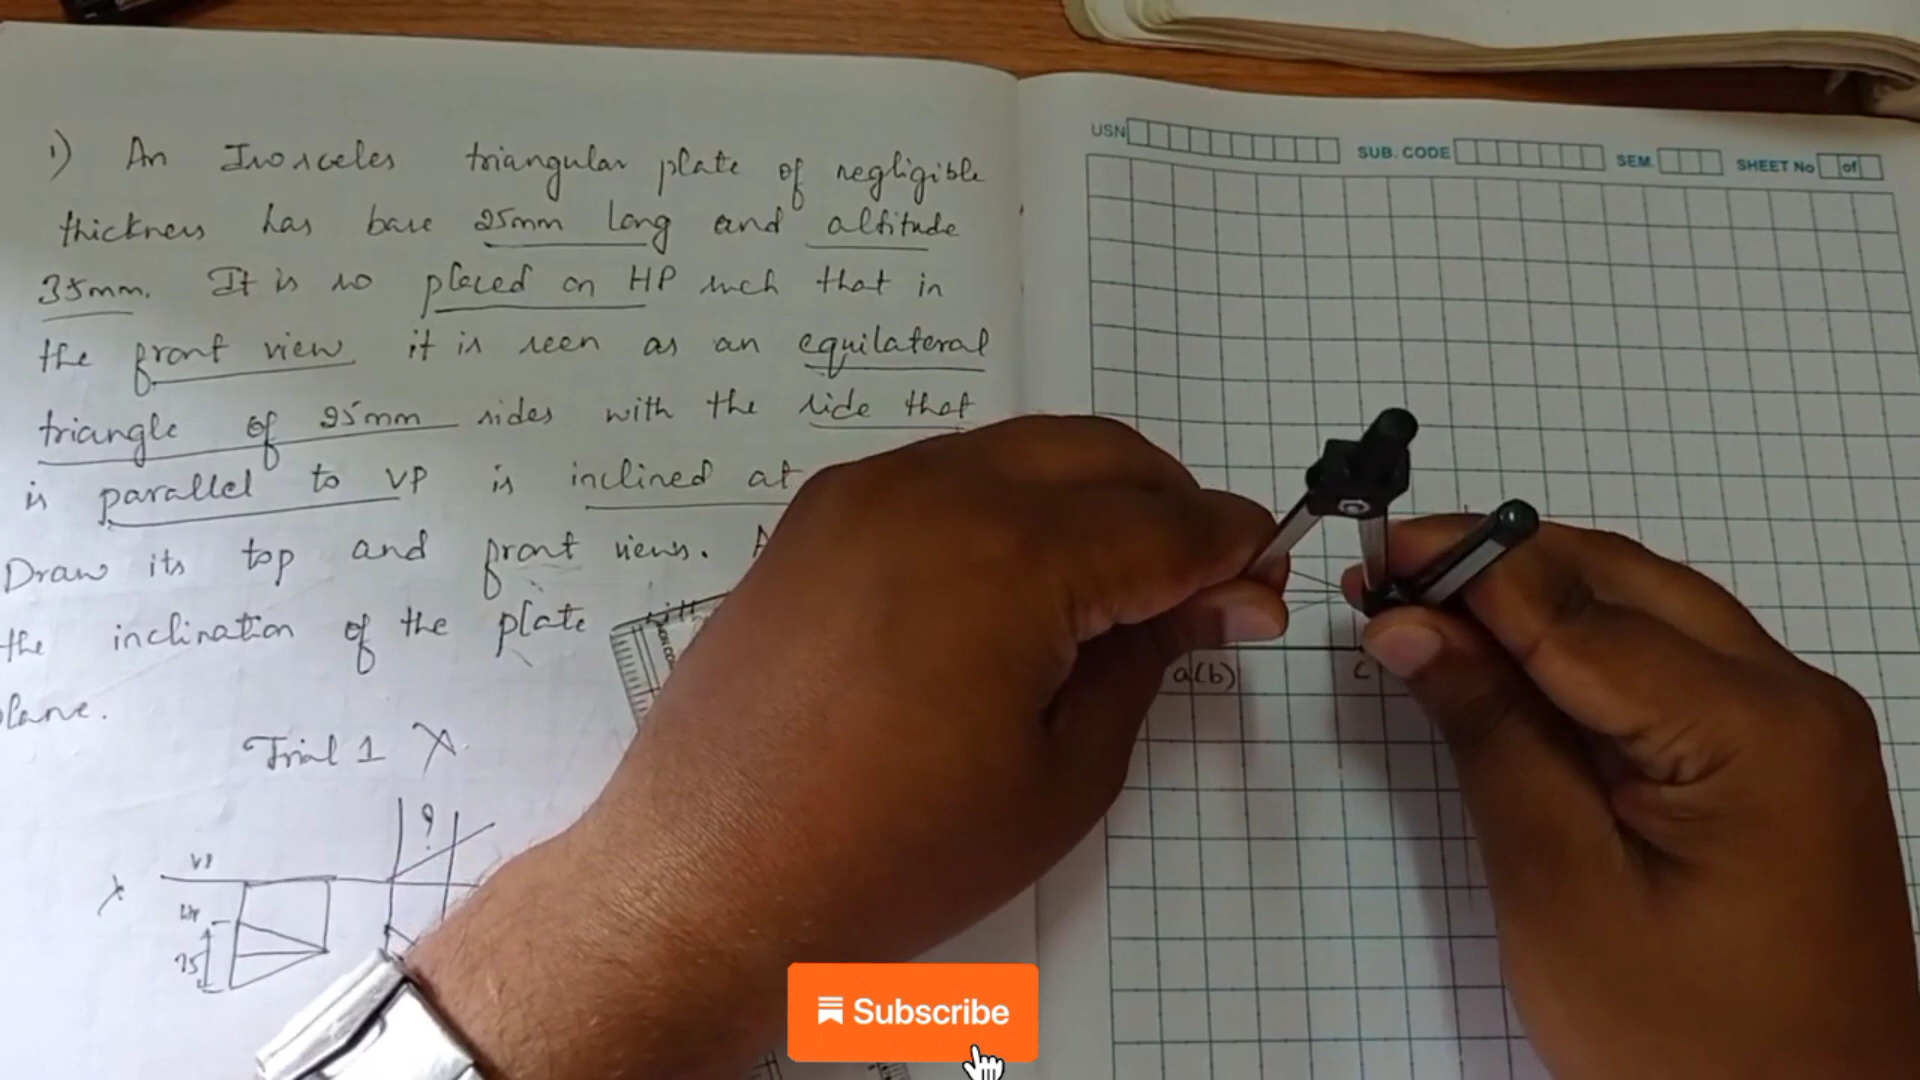 1) An Isosceles triangular plate of negligible
thickness has base 25mm long and altitude
35mm. It is so placed on HP such that in
the front view it is seen as an equilateral
triangle of 25mm sides with the side that
is parallel to VP is inclined at
Draw its top and front views. A
the inclination of the plate with
plane.
Trial 1 X
VP
X
HP
25
?
USN
SUB. CODE
SEM.
SHEET No of
a(b)
c
Subscribe